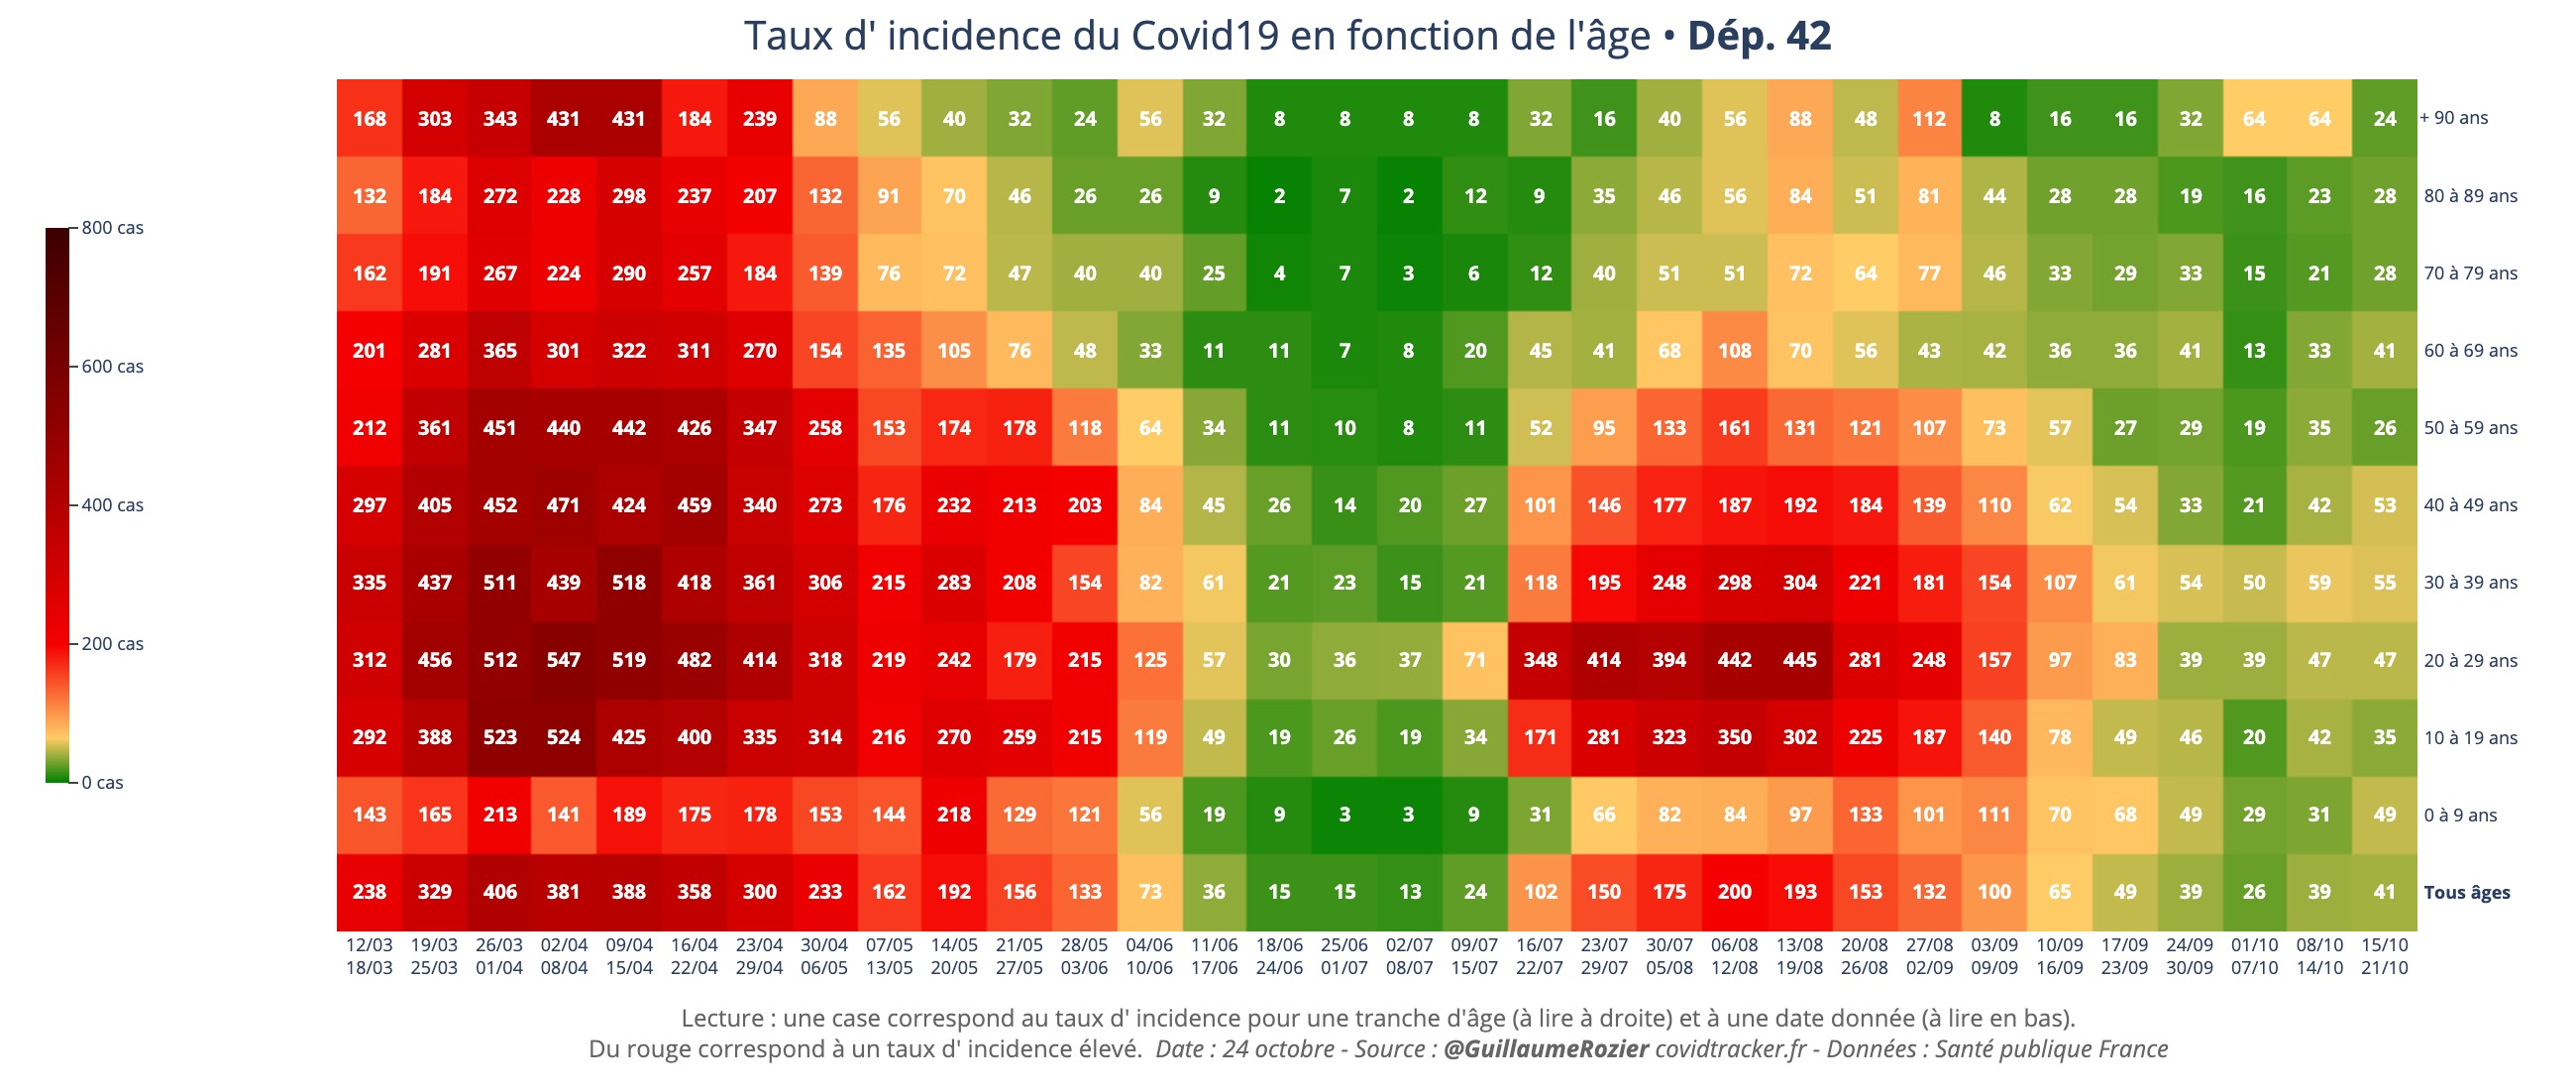 Taux d' incidence du Covid19 en fonction de l'âge • Dép. 42
800 cas
600 cas
400 cas
200 cas
0 cas
168 303 343 431 431 184 239 88 56 40 32 24 56 32 8 8 8 8 32 16 40 56 88 48 112 8 16 16 32 64 64 24 + 90 ans
132 184 272 228 298 237 207 132 91 70 46 26 26 9 2 7 2 12 9 35 46 56 84 51 81 44 28 28 19 16 23 28 80 à 89 ans
162 191 267 224 290 257 184 139 76 72 47 40 40 25 4 7 3 6 12 40 51 51 72 64 77 46 33 29 33 15 21 28 70 à 79 ans
201 281 365 301 322 311 270 154 135 105 76 48 33 11 11 7 8 20 45 41 68 108 70 56 43 42 36 36 41 13 33 41 60 à 69 ans
212 361 451 440 442 426 347 258 153 174 178 118 64 34 11 10 8 11 52 95 133 161 131 121 107 73 57 27 29 19 35 26 50 à 59 ans
297 405 452 471 424 459 340 273 176 232 213 203 84 45 26 14 20 27 101 146 177 187 192 184 139 110 62 54 33 21 42 53 40 à 49 ans
335 437 511 439 518 418 361 306 215 283 208 154 82 61 21 23 15 21 118 195 248 298 304 221 181 154 107 61 54 50 59 55 30 à 39 ans
312 456 512 547 519 482 414 318 219 242 179 215 125 57 30 36 37 71 348 414 394 442 445 281 248 157 97 83 39 39 47 47 20 à 29 ans
292 388 523 524 425 400 335 314 216 270 259 215 119 49 19 26 19 34 171 281 323 350 302 225 187 140 78 49 46 20 42 35 10 à 19 ans
143 165 213 141 189 175 178 153 144 218 129 121 56 19 9 3 3 9 31 66 82 84 97 133 101 111 70 68 49 29 31 49 0 à 9 ans
238 329 406 381 388 358 300 233 162 192 156 133 73 36 15 15 13 24 102 150 175 200 193 153 132 100 65 49 39 26 39 41 Tous âges
12/03 19/03 26/03 02/04 09/04 16/04 23/04 30/04 07/05 14/05 21/05 28/05 04/06 11/06 18/06 25/06 02/07 09/07 16/07 23/07 30/07 06/08 13/08 20/08 27/08 03/09 10/09 17/09 24/09 01/10 08/10 15/10
18/03 25/03 01/04 08/04 15/04 22/04 29/04 06/05 13/05 20/05 27/05 03/06 10/06 17/06 24/06 01/07 08/07 15/07 22/07 29/07 05/08 12/08 19/08 26/08 02/09 09/09 16/09 23/09 30/09 07/10 14/10 21/10
Lecture : une case correspond au taux d' incidence pour une tranche d'âge (à lire à droite) et à une date donnée (à lire en bas).
Du rouge correspond à un taux d' incidence élevé. Date : 24 octobre - Source : @GuillaumeRozier covidtracker.fr - Données : Santé publique France